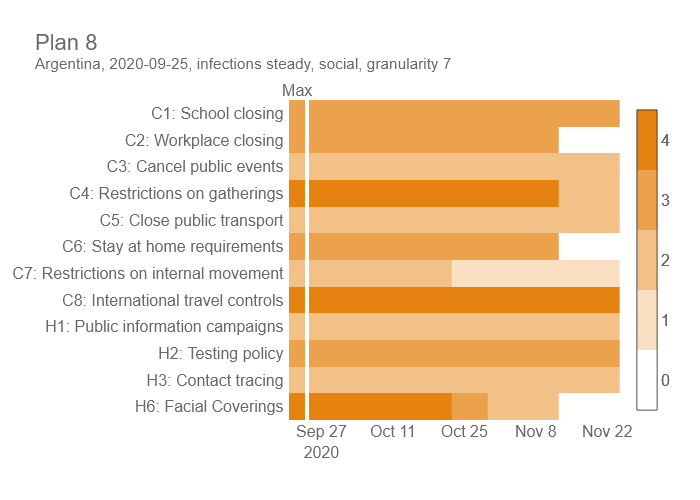 Plan 8
Argentina, 2020-09-25, infections steady, social, granularity 7
Max
C1: School closing
C2: Workplace closing
C3: Cancel public events
C4: Restrictions on gatherings
C5: Close public transport
C6: Stay at home requirements
C7: Restrictions on internal movement
C8: International travel controls
H1: Public information campaigns
H2: Testing policy
H3: Contact tracing
H6: Facial Coverings
Sep 27 Oct 11 Oct 25 Nov 8 Nov 22
2020
4
3
2
1
0